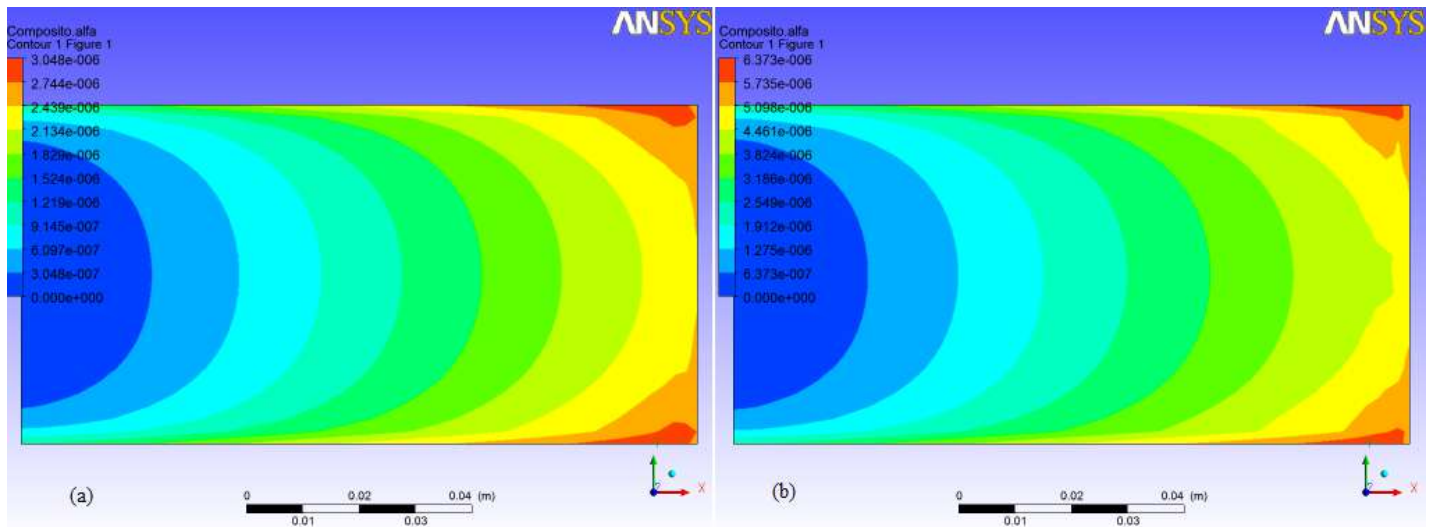 ANSYS
Composito.alfa
Contour 1 Figure 1
3.048e-006
2.744e-006
2.439e-006
2.134e-006
1.829e-006
1.524e-006
1.219e-006
9.145e-007
6.097e-007
3.048e-007
0.000e+000
(a)
0 0.02 0.04 (m)
0.01 0.03
X
ANSYS
Composito.alfa
Contour 1 Figure 1
6.373e-006
5.735e-006
5.098e-006
4.461e-006
3.824e-006
3.186e-006
2.549e-006
1.912e-006
1.275e-006
6.373e-007
0.000e+000
(b)
0 0.02 0.04 (m)
0.01 0.03
X